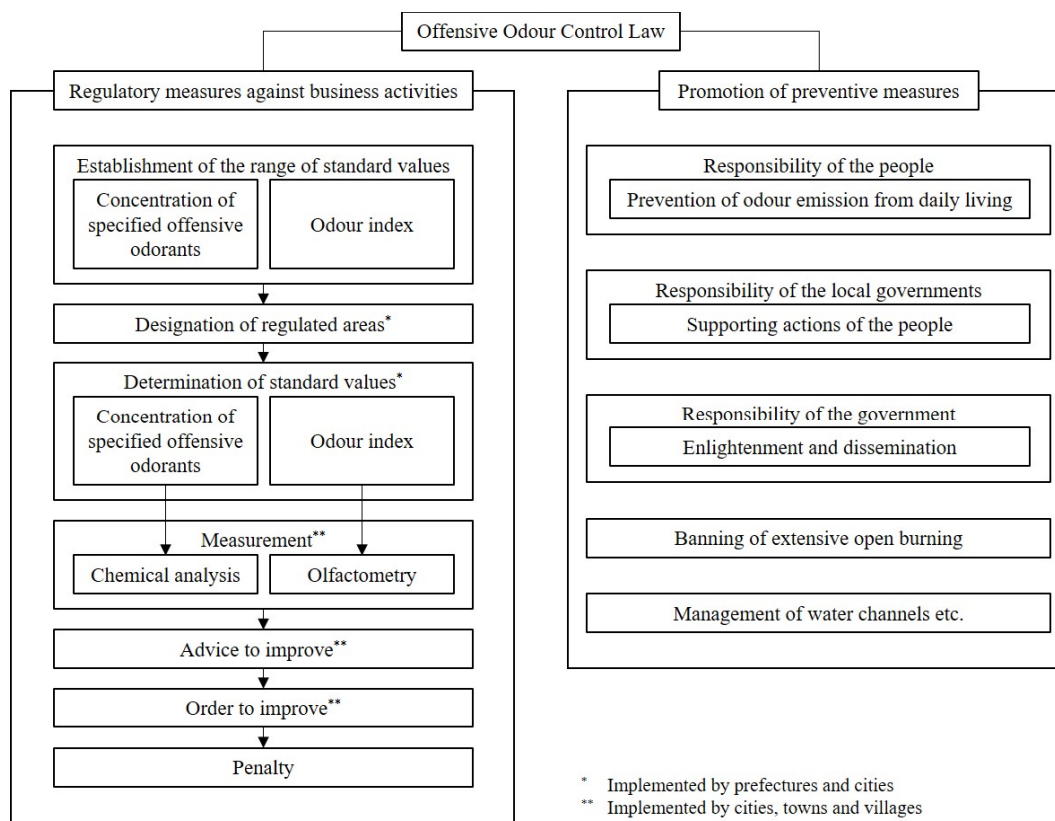 Offensive Odour Control Law
Regulatory measures against business activities
Establishment of the range of standard values
Concentration of
specified offensive
odorants
Odour index
Designation of regulated areas*
Determination of standard values*
Concentration of
specified offensive
odorants
Odour index
Measurement**
Chemical analysis
Olfactometry
Advice to improve**
Order to improve**
Penalty
Promotion of preventive measures
Responsibility of the people
Prevention of odour emission from daily living
Responsibility of the local governments
Supporting actions of the people
Responsibility of the government
Enlightenment and dissemination
Banning of extensive open burning
Management of water channels etc.
* Implemented by prefectures and cities
** Implemented by cities, towns and villages